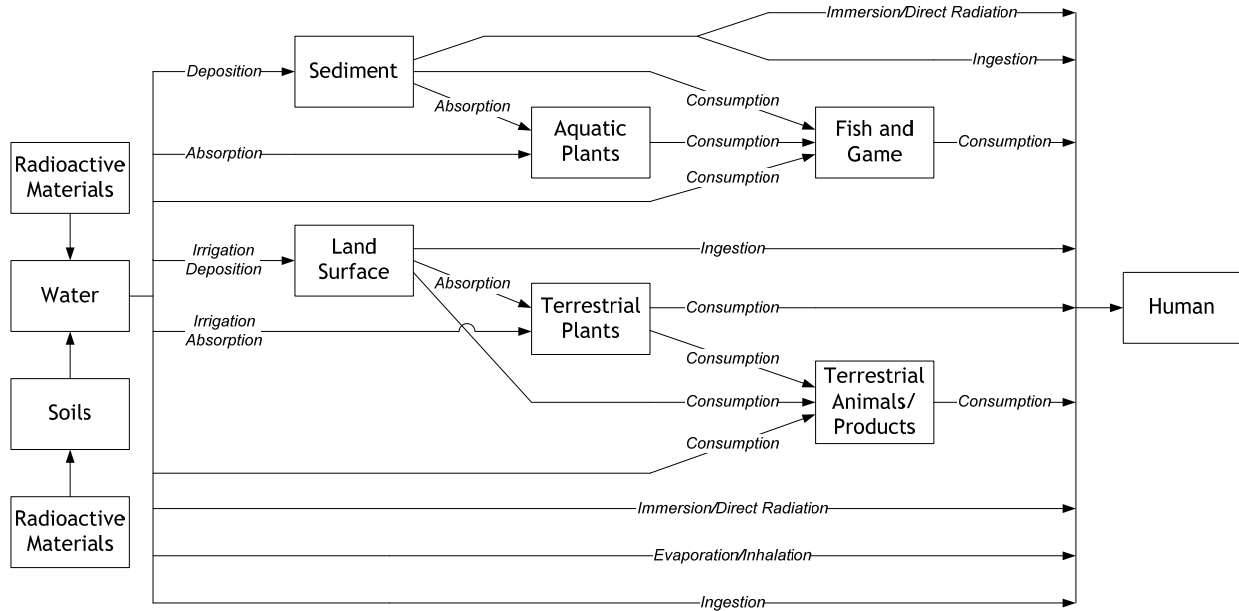 Immersion/Direct Radiation
Ingestion
Deposition
Sediment
Consumption
Absorption
Aquatic
Plants
Consumption
Fish and
Game
Consumption
Absorption
Consumption
Radioactive
Materials
Irrigation
Deposition
Land
Surface
Ingestion
Absorption
Water
Human
Terrestrial
Plants
Consumption
Irrigation
Absorption
Consumption
Terrestrial
Animals/
Products
Consumption
Consumption
Soils
Consumption
Radioactive
Materials
Immersion/Direct Radiation
Evaporation/Inhalation
Ingestion